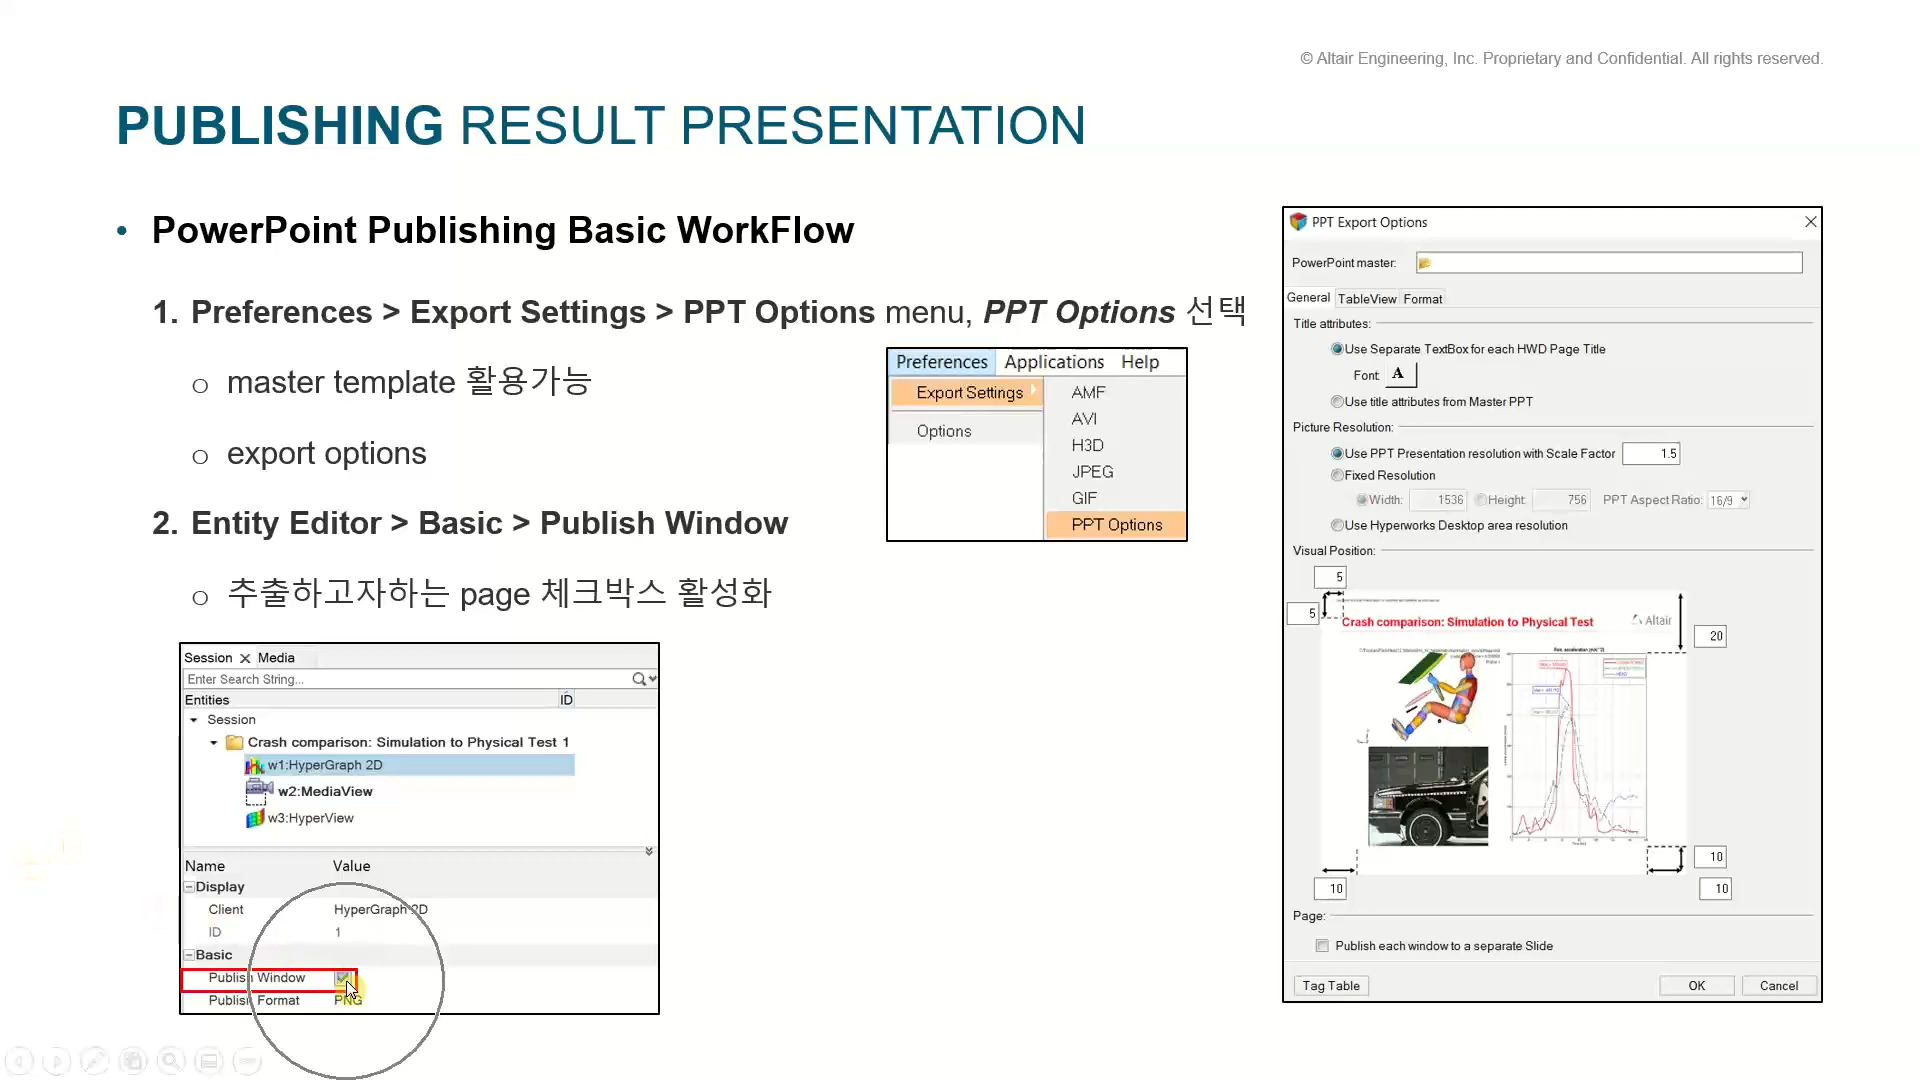 © Altair Engineering, Inc. Proprietary and Confidential. All rights reserved.
PUBLISHING RESULT PRESENTATION
• PowerPoint Publishing Basic WorkFlow
1. Preferences > Export Settings > PPT Options menu, PPT Options 선택
o master template 활용가능
o export options
2. Entity Editor > Basic > Publish Window
o 추출하고자하는 page 체크박스 활성화
Preferences Applications Help
Export Settings
Options
AMF
AVI
H3D
JPEG
GIF
PPT Options
Session Media
Enter Search String...
Entities ID
Session
Crash comparison: Simulation to Physical Test 1
w1:HyperGraph 2D
w2:MediaView
w3:HyperView
Name Value
Display
Client HyperGraph 2D
ID 1
Basic
Publish Window
Publish Format PNG
PPT Export Options
PowerPoint master:
General TableView Format
Title attributes:
Use Separate TextBox for each HWD Page Title
Font: A
Use title attributes from Master PPT
Picture Resolution:
Use PPT Presentation resolution with Scale Factor 1.5
Fixed Resolution
Width: 1536 Height: 756 PPT Aspect Ratio: 16/9
Use Hyperworks Desktop area resolution
Visual Position:
5
5
Crash comparison: Simulation to Physical Test
Altair
20
10
10
10
Page:
Publish each window to a separate Slide
Tag Table OK Cancel